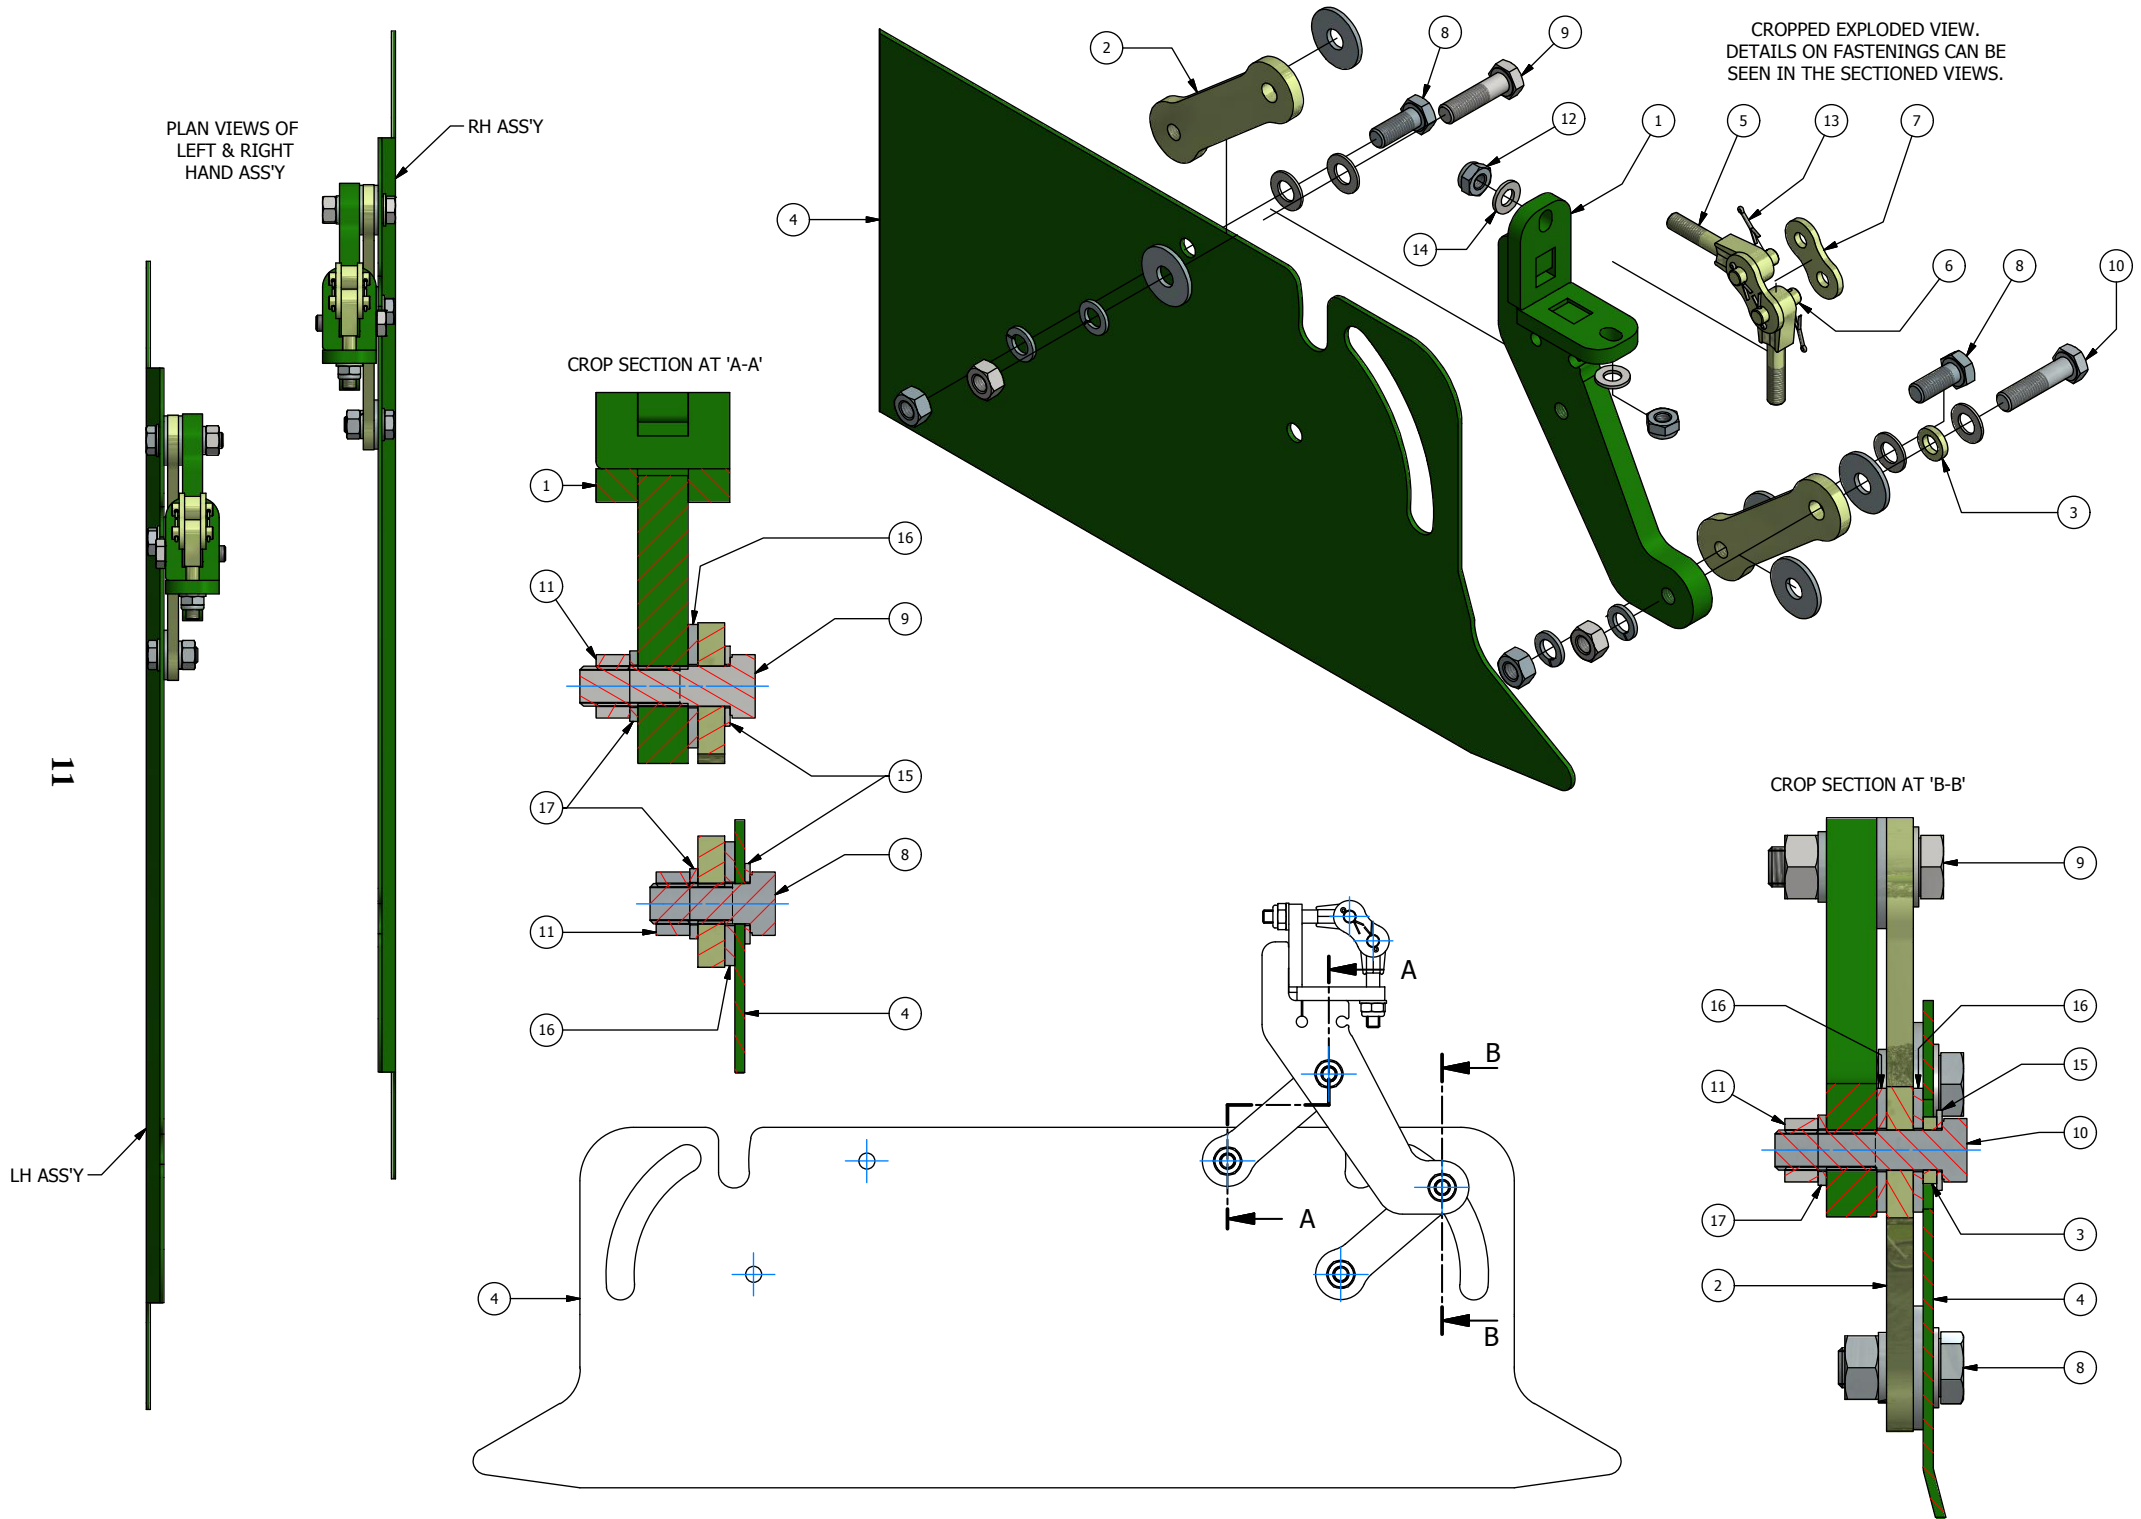 PLAN VIEWS OF
LEFT & RIGHT
HAND ASS'Y
RH ASS'Y
LH ASS'Y
11
CROPPED EXPLODED VIEW.
DETAILS ON FASTENINGS CAN BE
SEEN IN THE SECTIONED VIEWS.
2
8
9
12
1
5
13
7
4
14
6
8
10
3
CROP SECTION AT 'A-A'
1
16
11
9
15
17
8
11
16
4
A
A
B
B
4
CROP SECTION AT 'B-B'
9
16
16
15
11
10
17
3
2
4
8